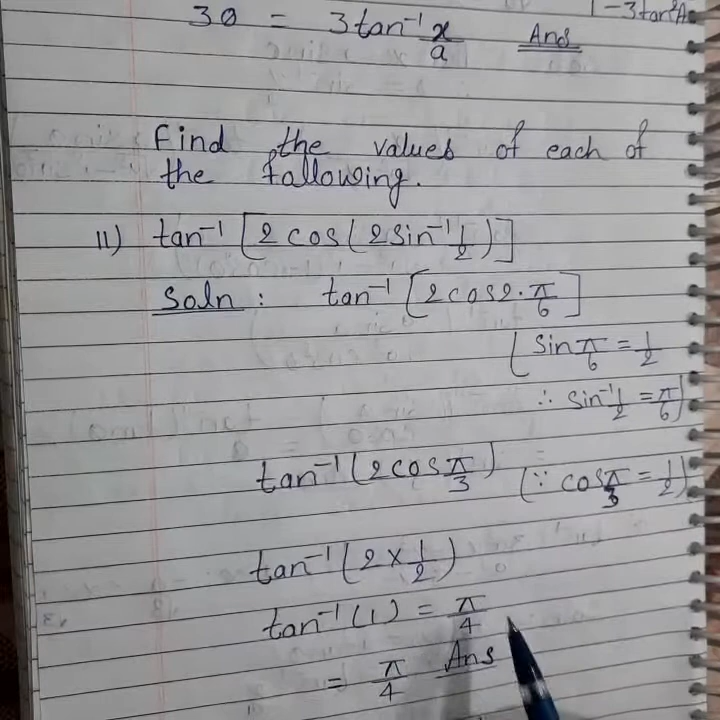 1-3tan²A
3θ = 3tan⁻¹ x/a Ans
Find the values of each of
the following.
11) tan⁻¹ [2 cos (2 sin⁻¹ 1/2)]
Soln : tan⁻¹ [2 cos 2. π/6]
(sin π/6 = 1/2
∴ sin⁻¹ 1/2 = π/6)
tan⁻¹ (2 cos π/3) (∵ cos π/3 = 1/2)
tan⁻¹ (2 × 1/2)
tan⁻¹ (1) = π/4
= π/4 Ans